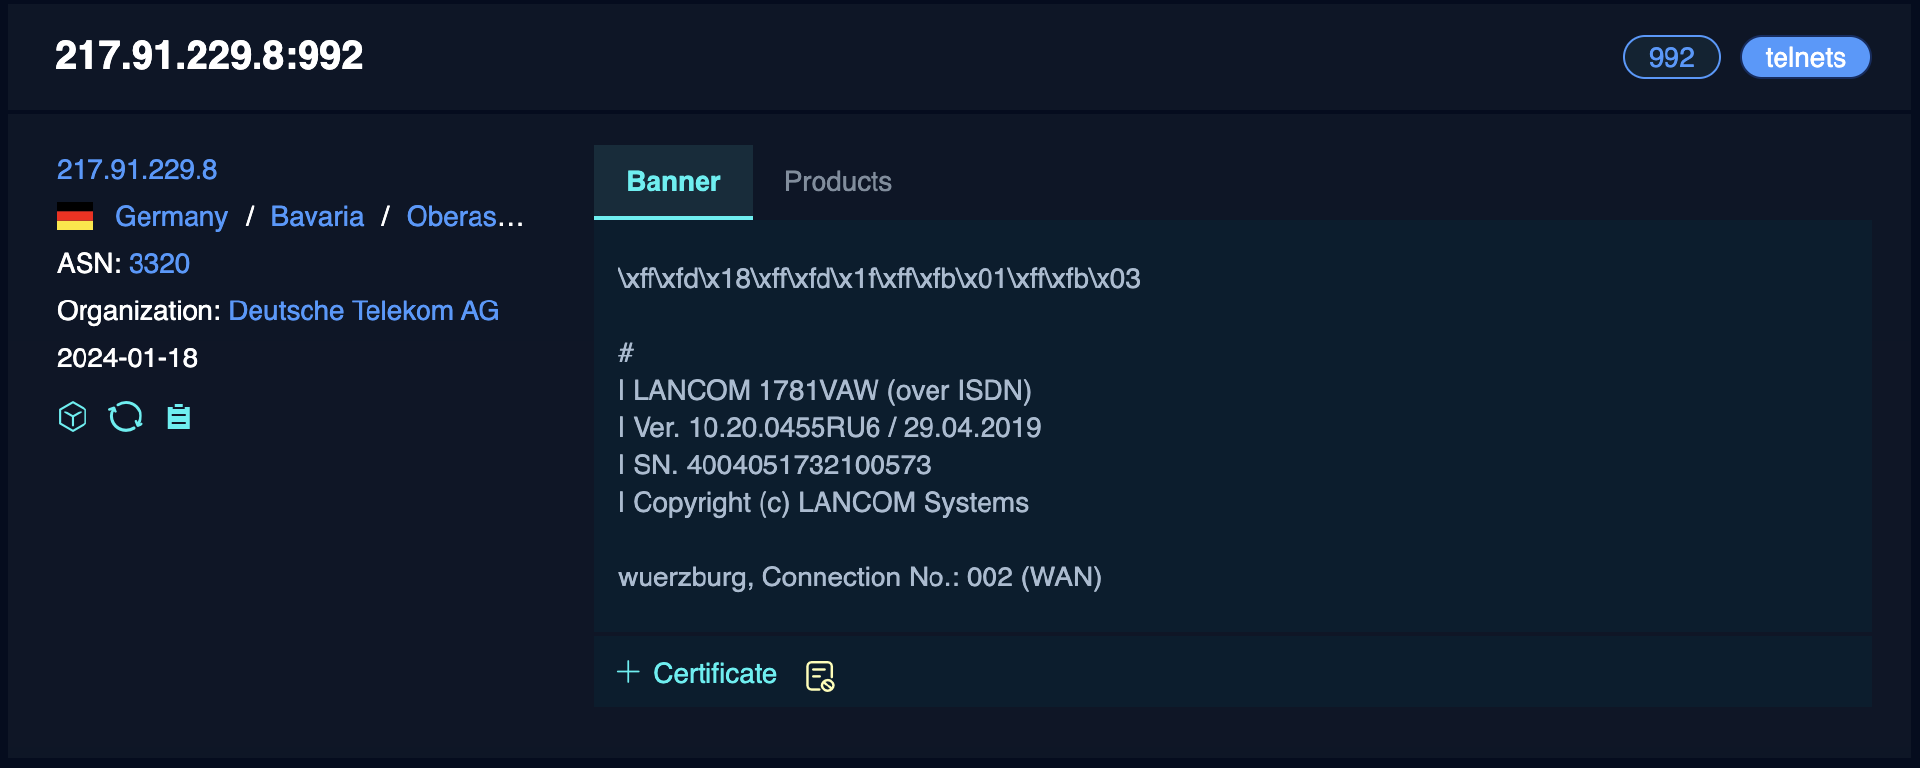 217.91.229.8:992
992
telnets
217.91.229.8
Germany / Bavaria / Oberas...
ASN: 3320
Organization: Deutsche Telekom AG
2024-01-18
Banner
Products
\xff\xfd\x18\xff\xfd\x1f\xff\xfb\x01\xff\xfb\x03
#
| LANCOM 1781VAW (over ISDN)
| Ver. 10.20.0455RU6 / 29.04.2019
| SN. 4004051732100573
| Copyright (c) LANCOM Systems
wuerzburg, Connection No.: 002 (WAN)
+ Certificate